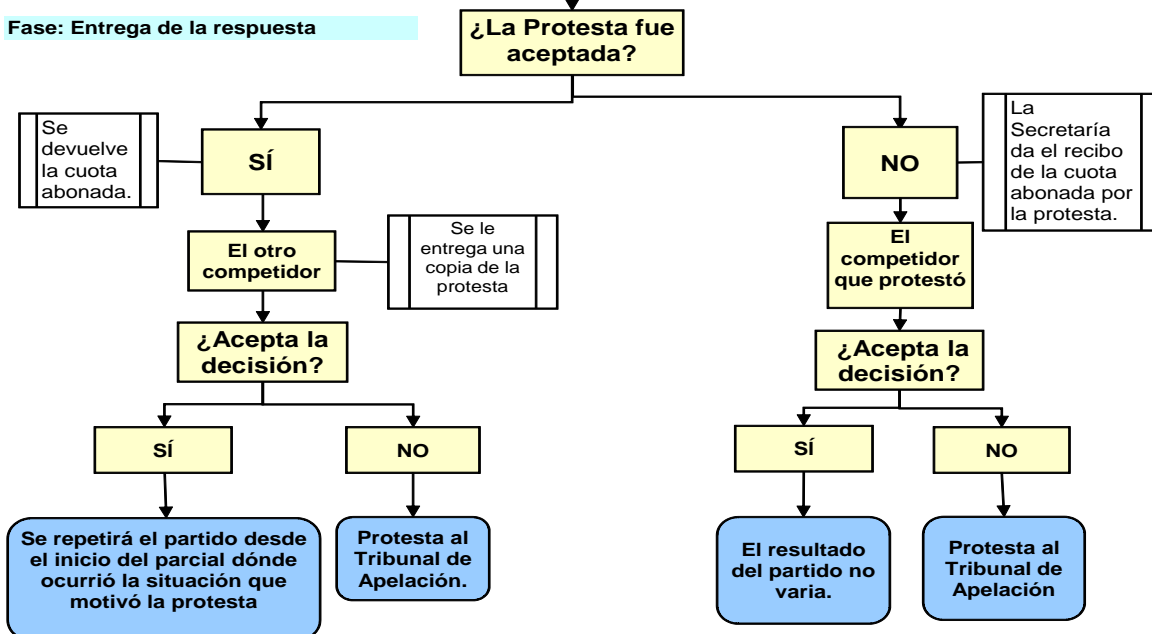 Fase: Entrega de la respuesta
¿La Protesta fue
aceptada?
Se
devuelve
la cuota
abonada.
SÍ
NO
La
Secretaría
da el recibo
de la cuota
abonada por
la protesta.
El otro
competidor
Se le
entrega una
copia de la
protesta
El
competidor
que protestó
¿Acepta la
decisión?
¿Acepta la
decisión?
SÍ
NO
SÍ
NO
Se repetirá el partido desde
el inicio del parcial dónde
ocurrió la situación que
motivó la protesta
Protesta al
Tribunal de
Apelación.
El resultado
del partido no
varia.
Protesta al
Tribunal de
Apelación